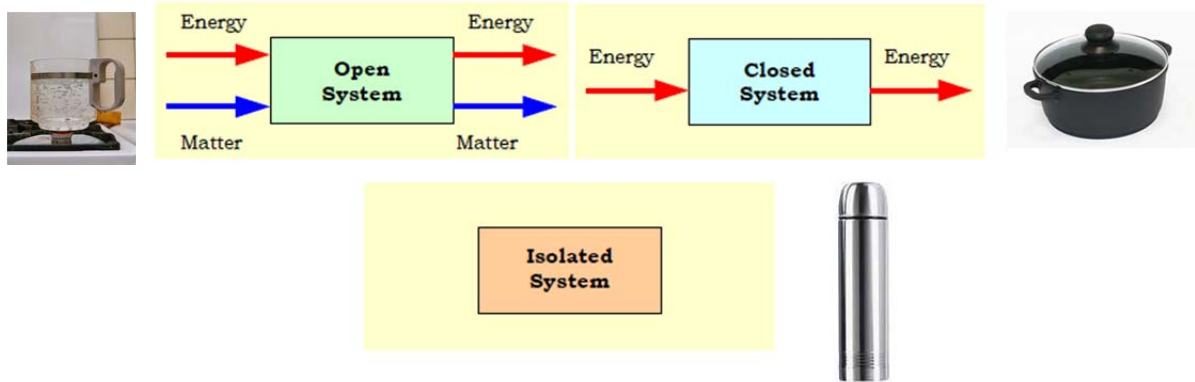 Energy
Energy
Open
System
Matter
Matter
Energy
Closed
System
Energy
Isolated
System